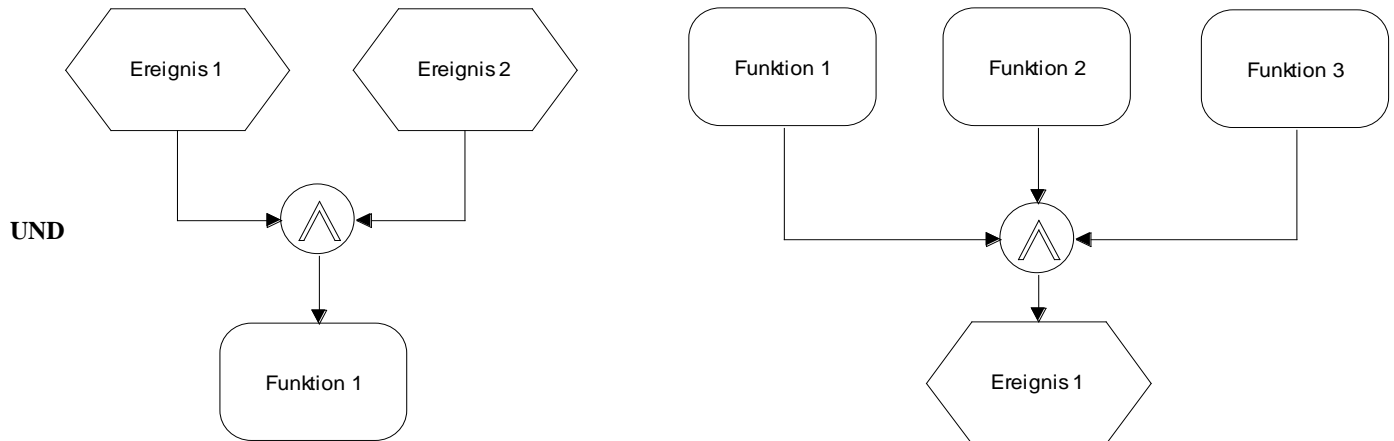 Ereignis 1
Ereignis 2
Funktion 1
Funktion 2
Funktion 3
UND
Funktion 1
Ereignis 1